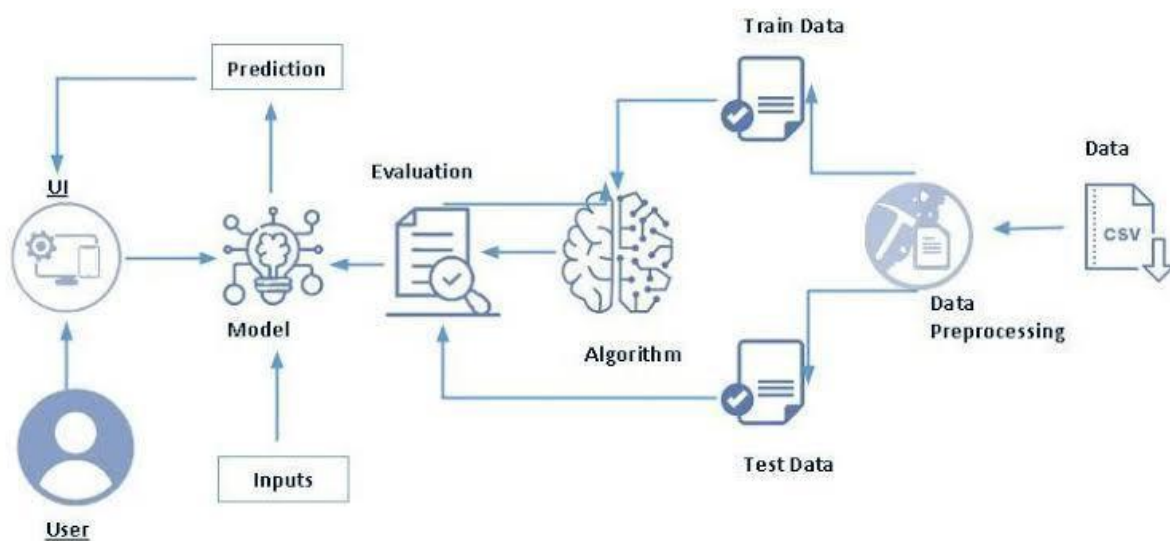 Train Data
Prediction
Data
Evaluation
UI
CSV
Data
Preprocessing
Model
Algorithm
Test Data
Inputs
User